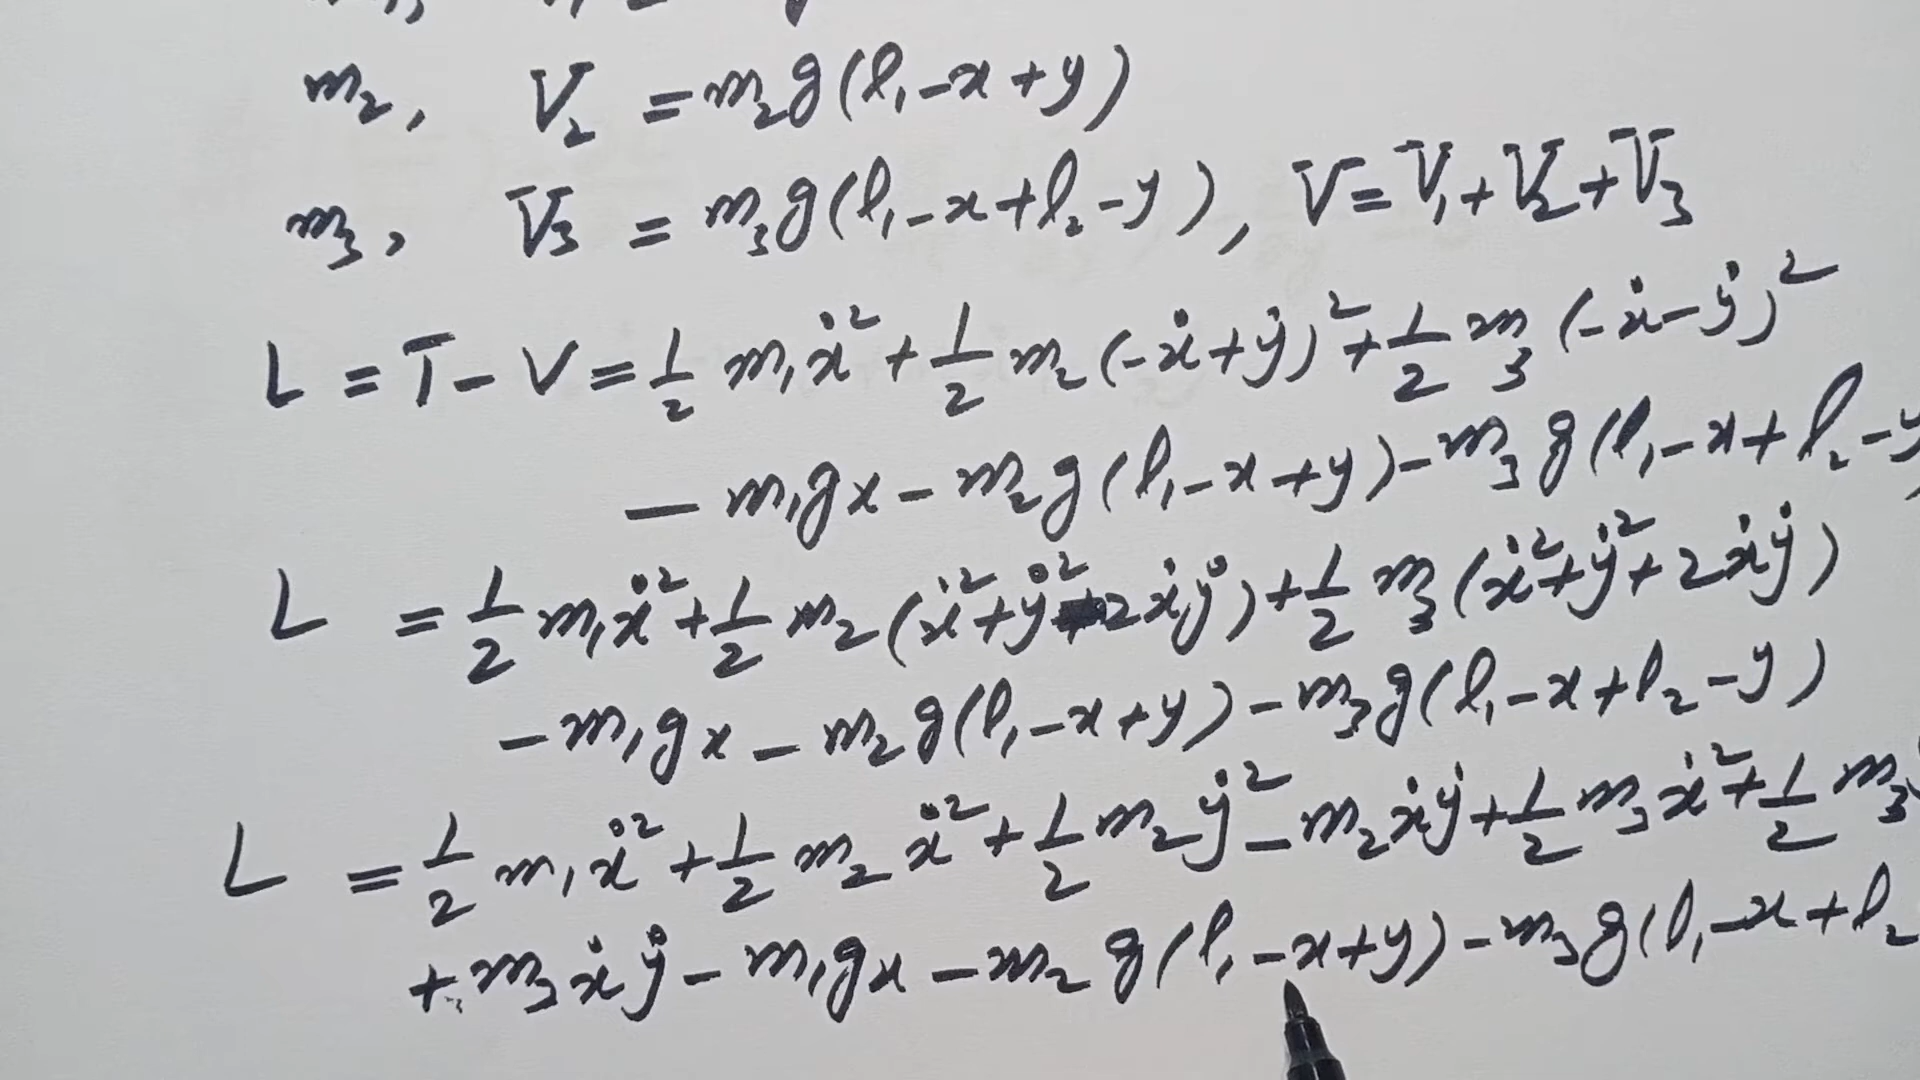 m₂, V₂ = m₂g(l₁-x+y)
m₃, V₃ = m₃g(l₁-x+l₂-y), V=V₁+V₂+V₃
L = T - V = 1/2 m₁ẋ² + 1/2 m₂(-ẋ+ẏ)² + 1/2 m₃(-ẋ-ẏ)²
- m₁gx - m₂g(l₁-x+y) - m₃g(l₁-x+l₂-y
L = 1/2 m₁ẋ² + 1/2 m₂(ẋ²+ẏ²-2ẋẏ) + 1/2 m₃(ẋ²+ẏ²+2ẋẏ)
- m₁gx - m₂g(l₁-x+y) - m₃g(l₁-x+l₂-y)
L = 1/2 m₁ẋ² + 1/2 m₂ẋ² + 1/2 m₂ẏ² - m₂ẋẏ + 1/2 m₃ẋ² + 1/2 m₃
+ m₃ẋẏ - m₁gx - m₂g(l₁-x+y) - m₃g(l₁-x+l₂